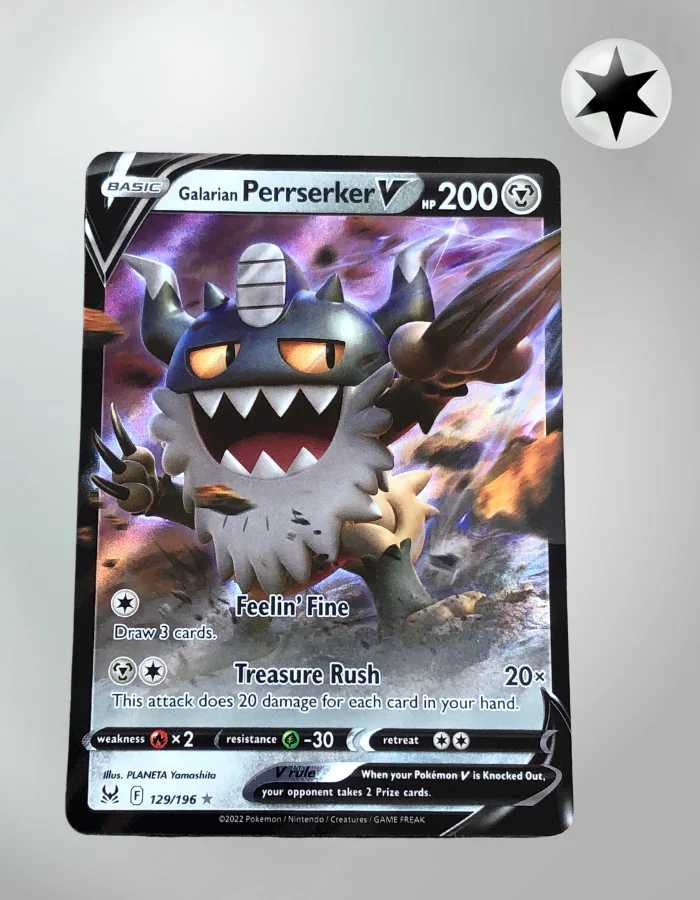 BASIC
Galarian Perrserker V HP 200
Feelin' Fine
Draw 3 cards.
Treasure Rush 20×
This attack does 20 damage for each card in your hand.
weakness ×2 resistance -30 retreat
Illus. PLANETA Yamashita
V rule When your Pokémon V is Knocked Out,
your opponent takes 2 Prize cards.
F 129/196 ★
©2022 Pokémon / Nintendo / Creatures / GAME FREAK